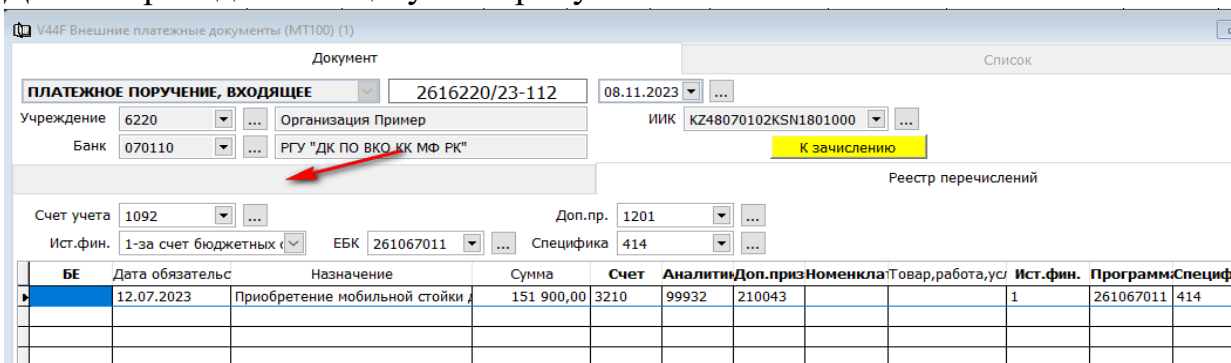 V44F Внешние платежные документы (MT100) (1)
Документ Список
ПЛАТЕЖНОЕ ПОРУЧЕНИЕ, ВХОДЯЩЕЕ 2616220/23-112 08.11.2023 ...
Учреждение 6220 ... Организация Пример ИИК KZ48070102KSN1801000 ...
Банк 070110 ... РГУ "ДК ПО ВКО КК МФ РК" К зачислению
Реестр перечислений
Счет учета 1092 ... Доп.пр. 1201 ...
Ист.фин. 1-за счет бюджетных ЕБК 261067011 ... Специфика 414 ...
БЕ Дата обязательс Назначение Сумма Счет Аналитик Доп.приз Номенклат Товар,работа,усл Ист.фин. Программа Специф
12.07.2023 Приобретение мобильной стойки 151 900,00 3210 99932 210043 1 261067011 414